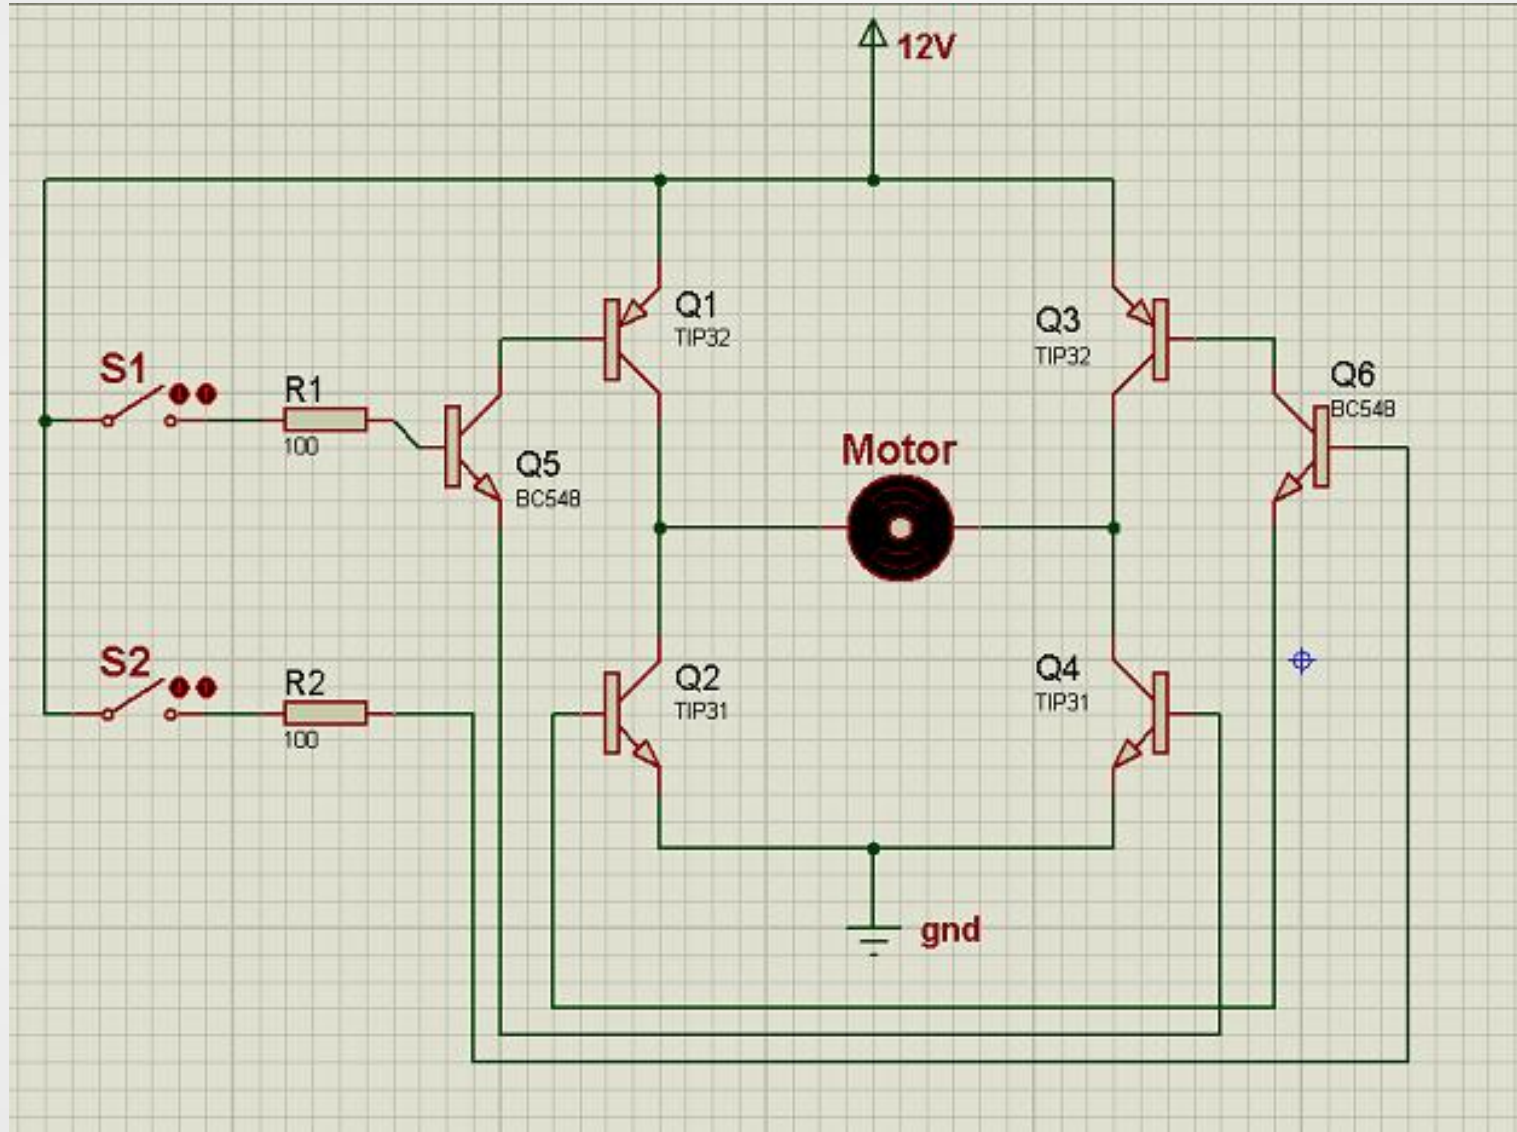 12V
Q1
TIP32
Q3
TIP32
S1
R1
100
Q5
BC548
Q6
BC548
Motor
S2
R2
100
Q2
TIP31
Q4
TIP31
gnd